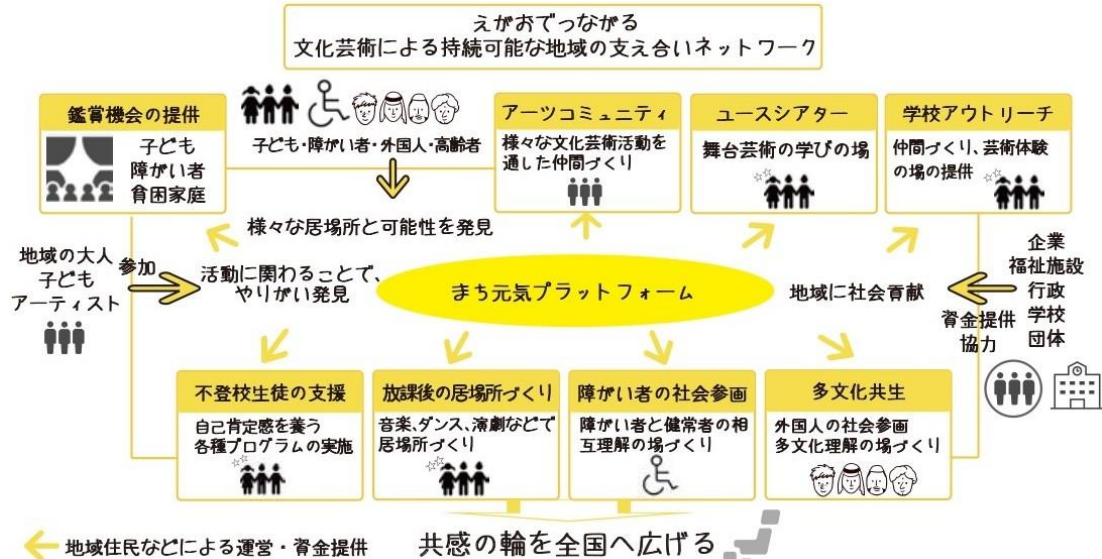 えがおでつながる
文化芸術による持続可能な地域の支え合いネットワーク
鑑賞機会の提供
子ども
障がい者
貧困家庭
子ども・障がい者・外国人・高齢者
アーツコミュニティ
様々な文化芸術活動を
通した仲間づくり
ユースシアター
舞台芸術の学びの場
学校アウトリーチ
仲間づくり、芸術体験
の場の提供
様々な居場所と可能性を発見
地域の大人
子ども
アーティスト
参加
活動に関わることで、
やりがい発見
まち元気プラットフォーム
地域に社会貢献
企業
福祉施設
行政
学校
団体
資金提供
協力
不登校生徒の支援
自己肯定感を養う
各種プログラムの実施
放課後の居場所づくり
音楽、ダンス、演劇などで
居場所づくり
障がい者の社会参画
障がい者と健常者の相
互理解の場づくり
多文化共生
外国人の社会参画
多文化理解の場づくり
地域住民などによる運営・資金提供
共感の輪を全国へ広げる